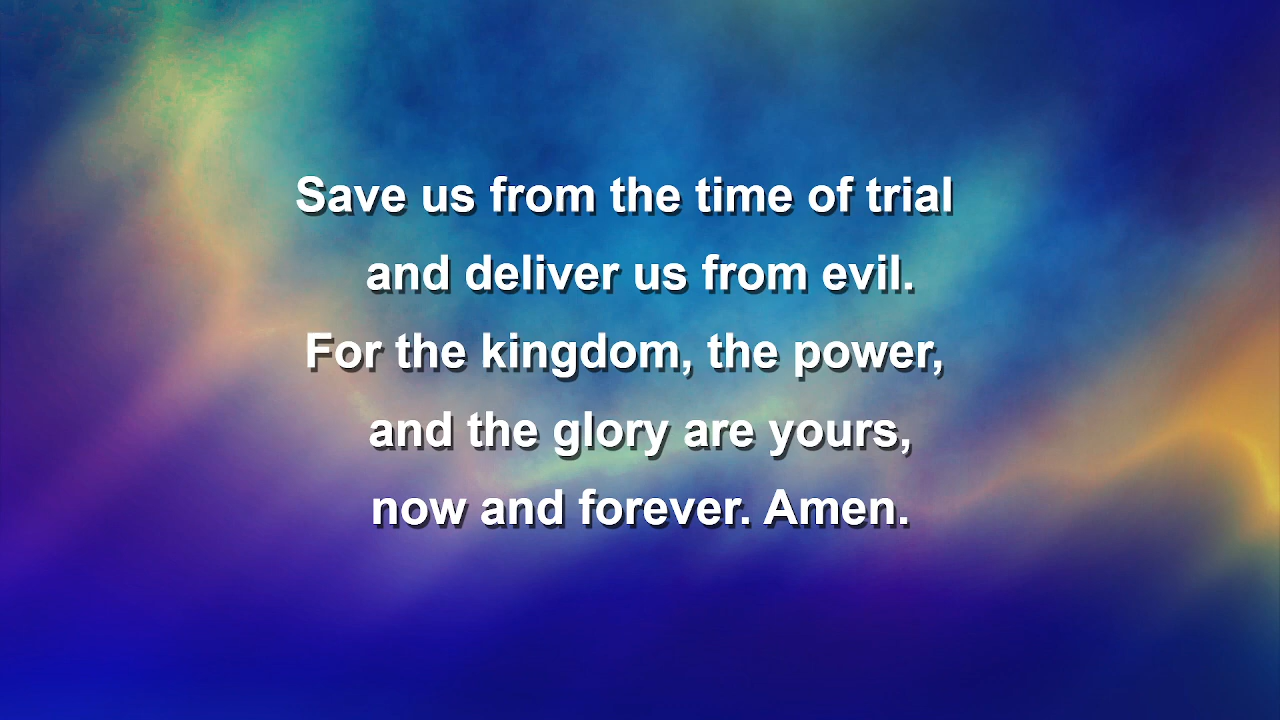 Save us from the time of trial
and deliver us from evil.
For the kingdom, the power,
and the glory are yours,
now and forever. Amen.